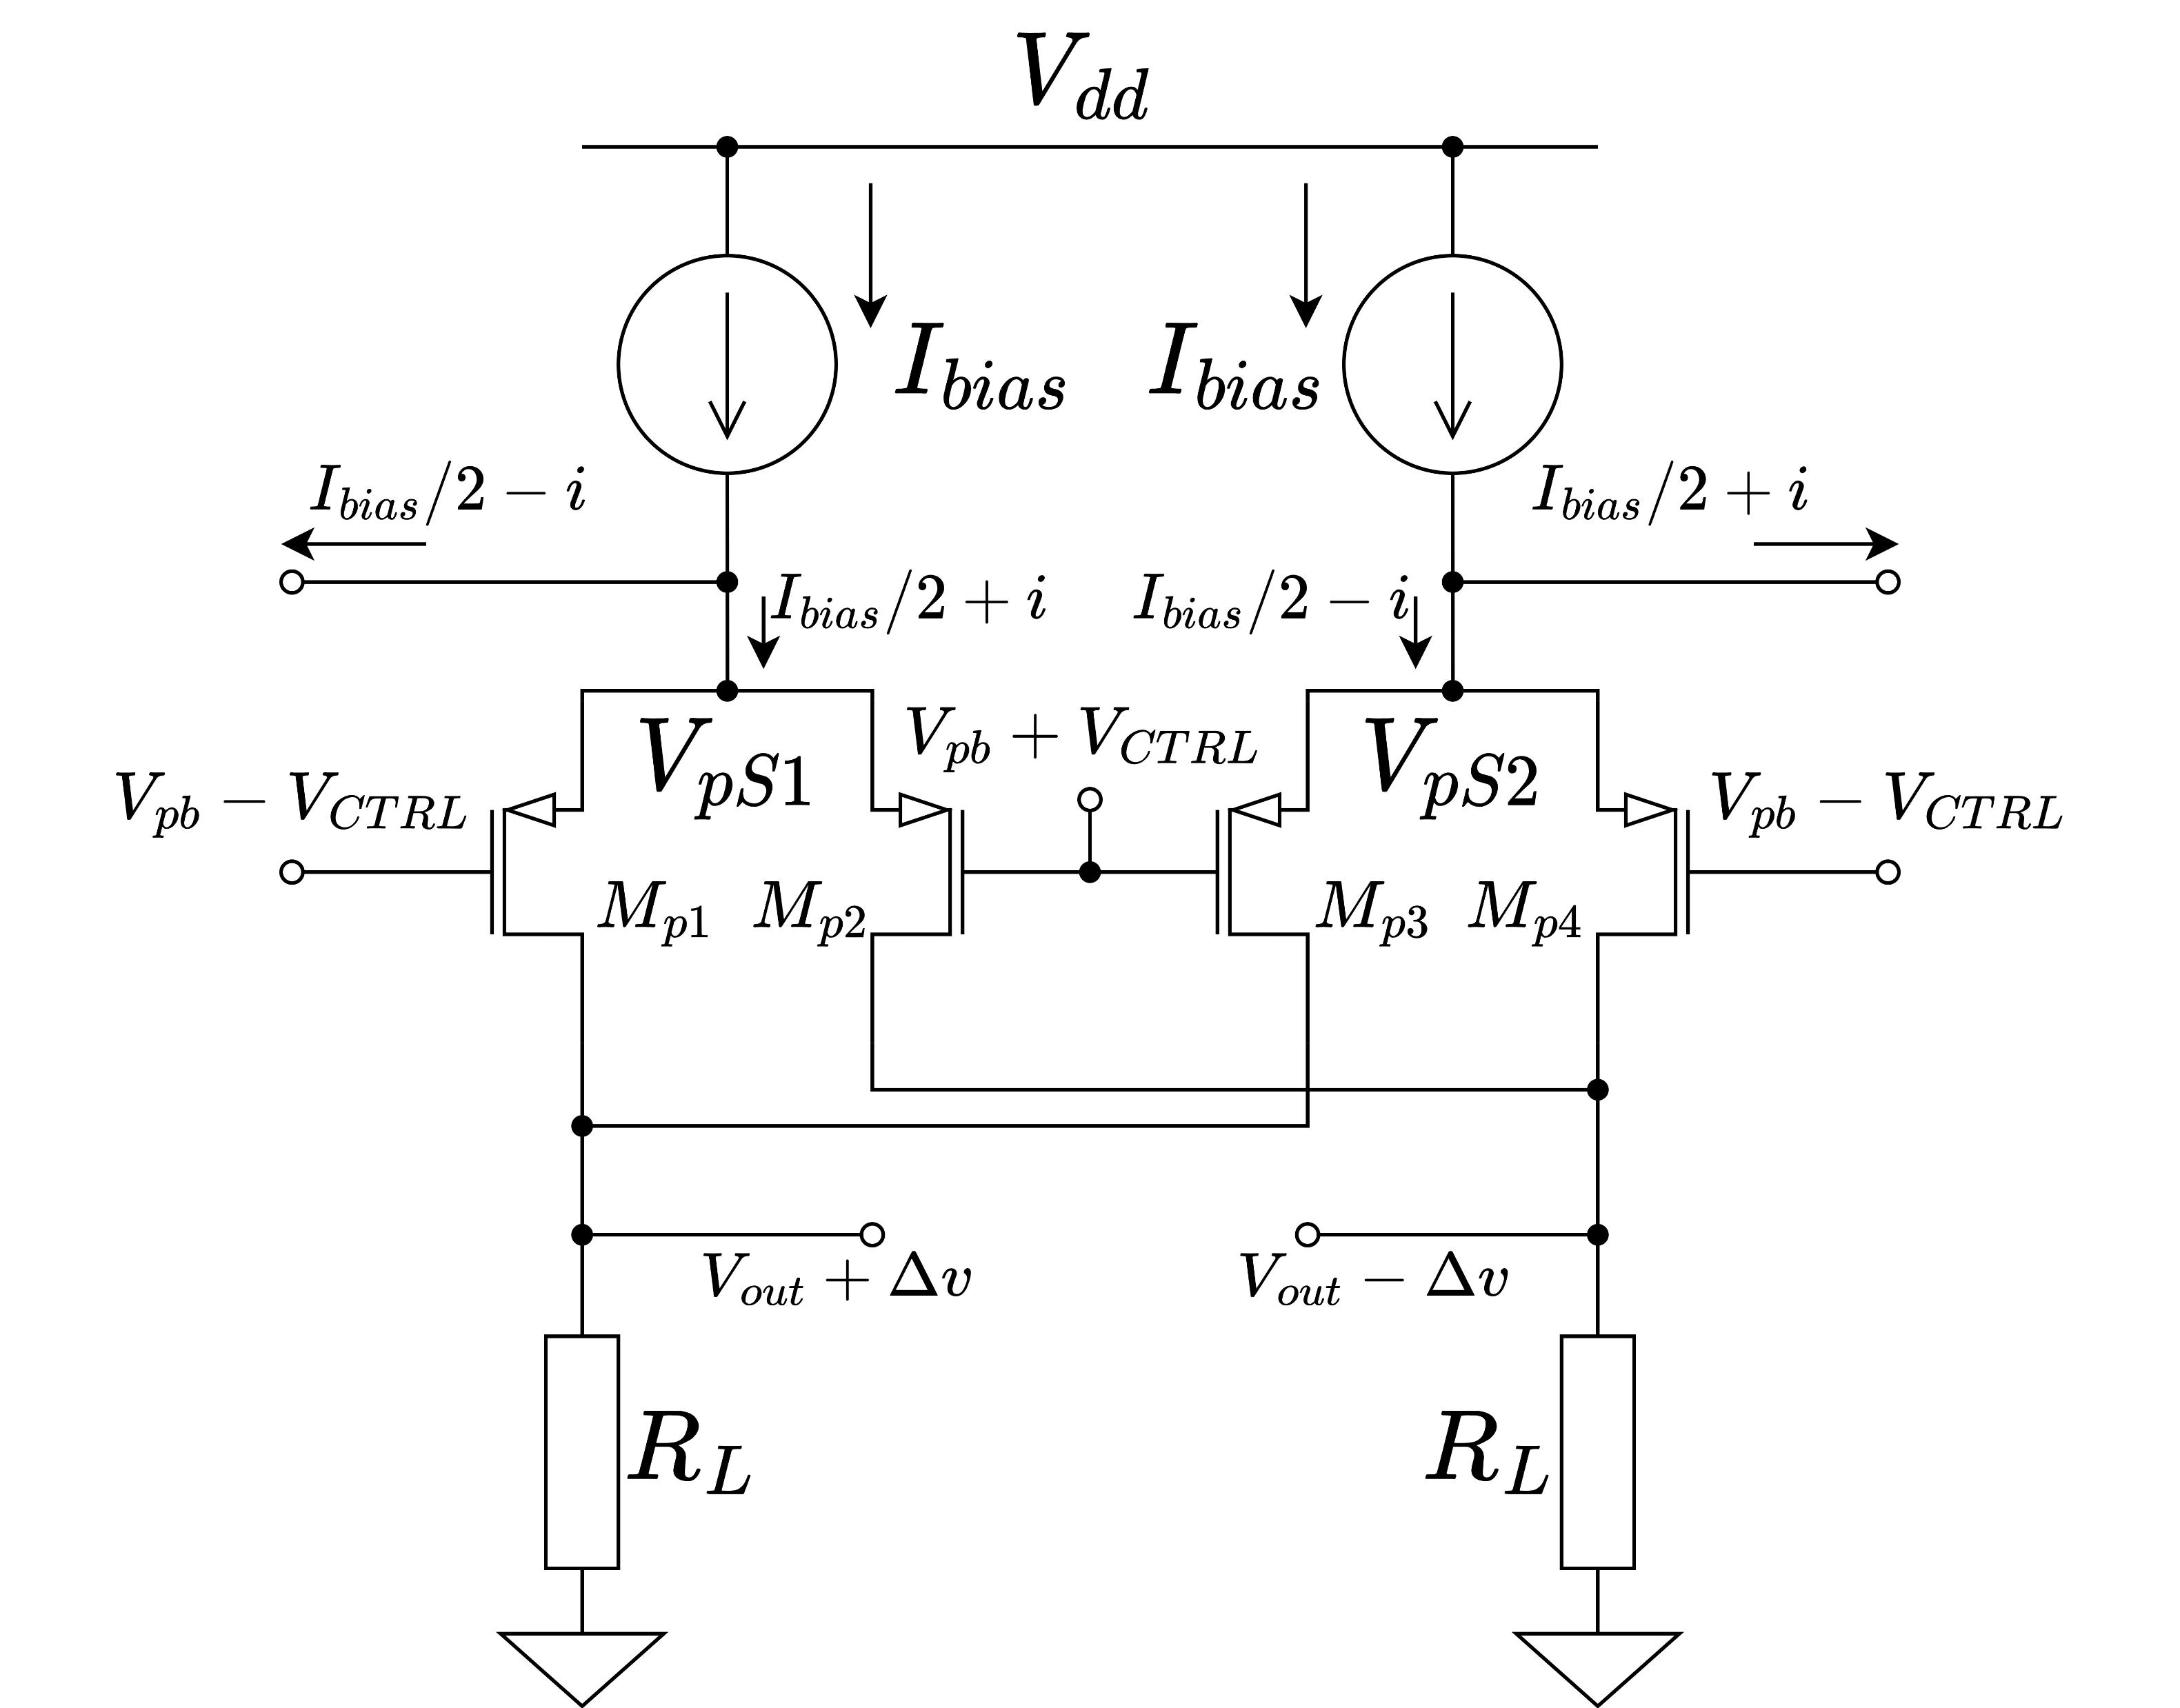 V_{dd}
I_{bias} I_{bias}
I_{bias}/2 − i I_{bias}/2 + i
I_{bias}/2 + i I_{bias}/2 − i
V_{pb} + V_{CTRL}
V_{pS1} V_{pS2}
V_{pb} − V_{CTRL} V_{pb} − V_{CTRL}
M_{p1} M_{p2} M_{p3} M_{p4}
V_{out} + Δv V_{out} − Δv
R_L R_L